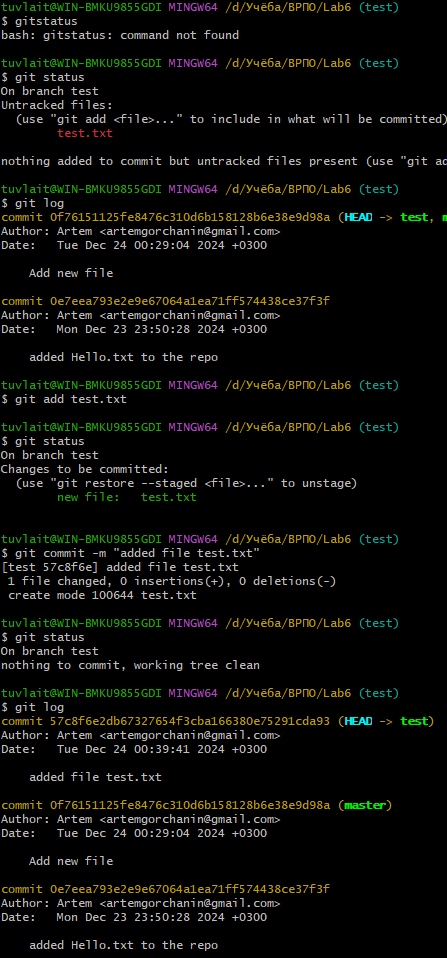 tuvlait@WIN-BMKU9855GDI MINGW64 /d/Учёба/ВРПО/Lab6 (test)
$ gitstatus
bash: gitstatus: command not found
tuvlait@WIN-BMKU9855GDI MINGW64 /d/Учёба/ВРПО/Lab6 (test)
$ git status
On branch test
Untracked files:
  (use "git add <file>..." to include in what will be committed)
        test.txt
nothing added to commit but untracked files present (use "git ad
tuvlait@WIN-BMKU9855GDI MINGW64 /d/Учёба/ВРПО/Lab6 (test)
$ git log
commit 0f76151125fe8476c310d6b158128b6e38e9d98a (HEAD -> test, m
Author: Artem <artemgorchanin@gmail.com>
Date:   Tue Dec 24 00:29:04 2024 +0300
    Add new file
commit 0e7eea793e2e9e67064a1ea71ff574438ce37f3f
Author: Artem <artemgorchanin@gmail.com>
Date:   Mon Dec 23 23:50:28 2024 +0300
    added Hello.txt to the repo
tuvlait@WIN-BMKU9855GDI MINGW64 /d/Учёба/ВРПО/Lab6 (test)
$ git add test.txt
tuvlait@WIN-BMKU9855GDI MINGW64 /d/Учёба/ВРПО/Lab6 (test)
$ git status
On branch test
Changes to be committed:
  (use "git restore --staged <file>..." to unstage)
        new file:   test.txt
tuvlait@WIN-BMKU9855GDI MINGW64 /d/Учёба/ВРПО/Lab6 (test)
$ git commit -m "added file test.txt"
[test 57c8f6e] added file test.txt
 1 file changed, 0 insertions(+), 0 deletions(-)
 create mode 100644 test.txt
tuvlait@WIN-BMKU9855GDI MINGW64 /d/Учёба/ВРПО/Lab6 (test)
$ git status
On branch test
nothing to commit, working tree clean
tuvlait@WIN-BMKU9855GDI MINGW64 /d/Учёба/ВРПО/Lab6 (test)
$ git log
commit 57c8f6e2db67327654f3cba166380e75291cda93 (HEAD -> test)
Author: Artem <artemgorchanin@gmail.com>
Date:   Tue Dec 24 00:39:41 2024 +0300
    added file test.txt
commit 0f76151125fe8476c310d6b158128b6e38e9d98a (master)
Author: Artem <artemgorchanin@gmail.com>
Date:   Tue Dec 24 00:29:04 2024 +0300
    Add new file
commit 0e7eea793e2e9e67064a1ea71ff574438ce37f3f
Author: Artem <artemgorchanin@gmail.com>
Date:   Mon Dec 23 23:50:28 2024 +0300
    added Hello.txt to the repo